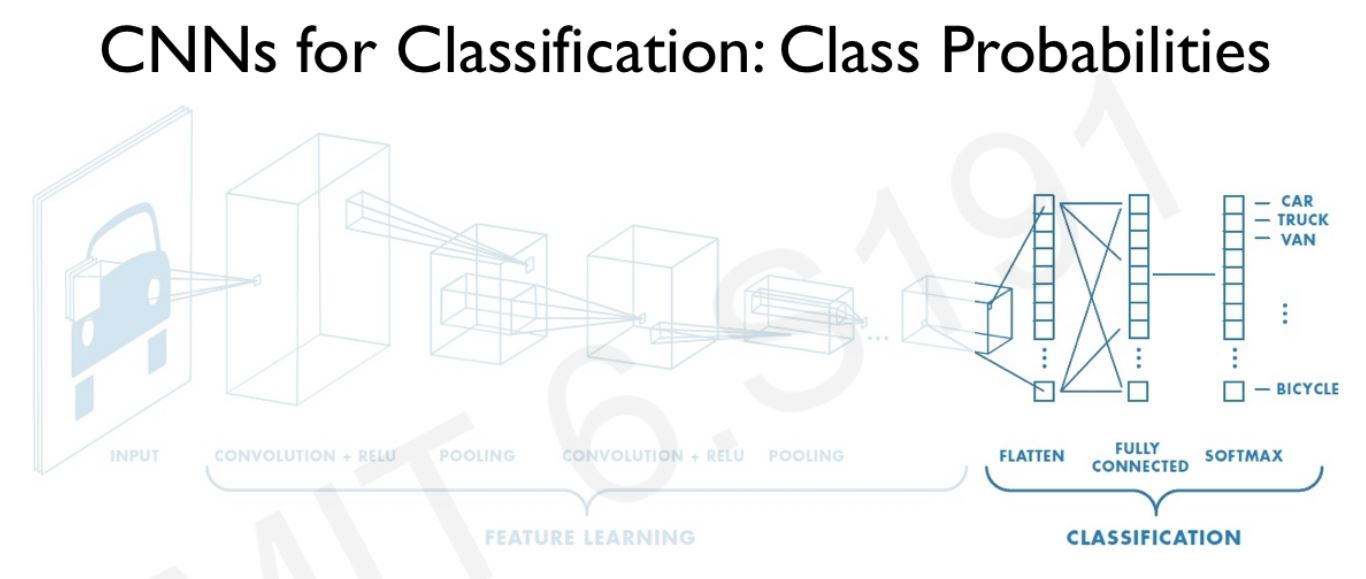 CNNs for Classification: Class Probabilities
CAR
TRUCK
VAN
BICYCLE
INPUT
CONVOLUTION + RELU
POOLING
CONVOLUTION + RELU
POOLING
FLATTEN
FULLY
CONNECTED
SOFTMAX
FEATURE LEARNING
CLASSIFICATION
MIT 6.S191